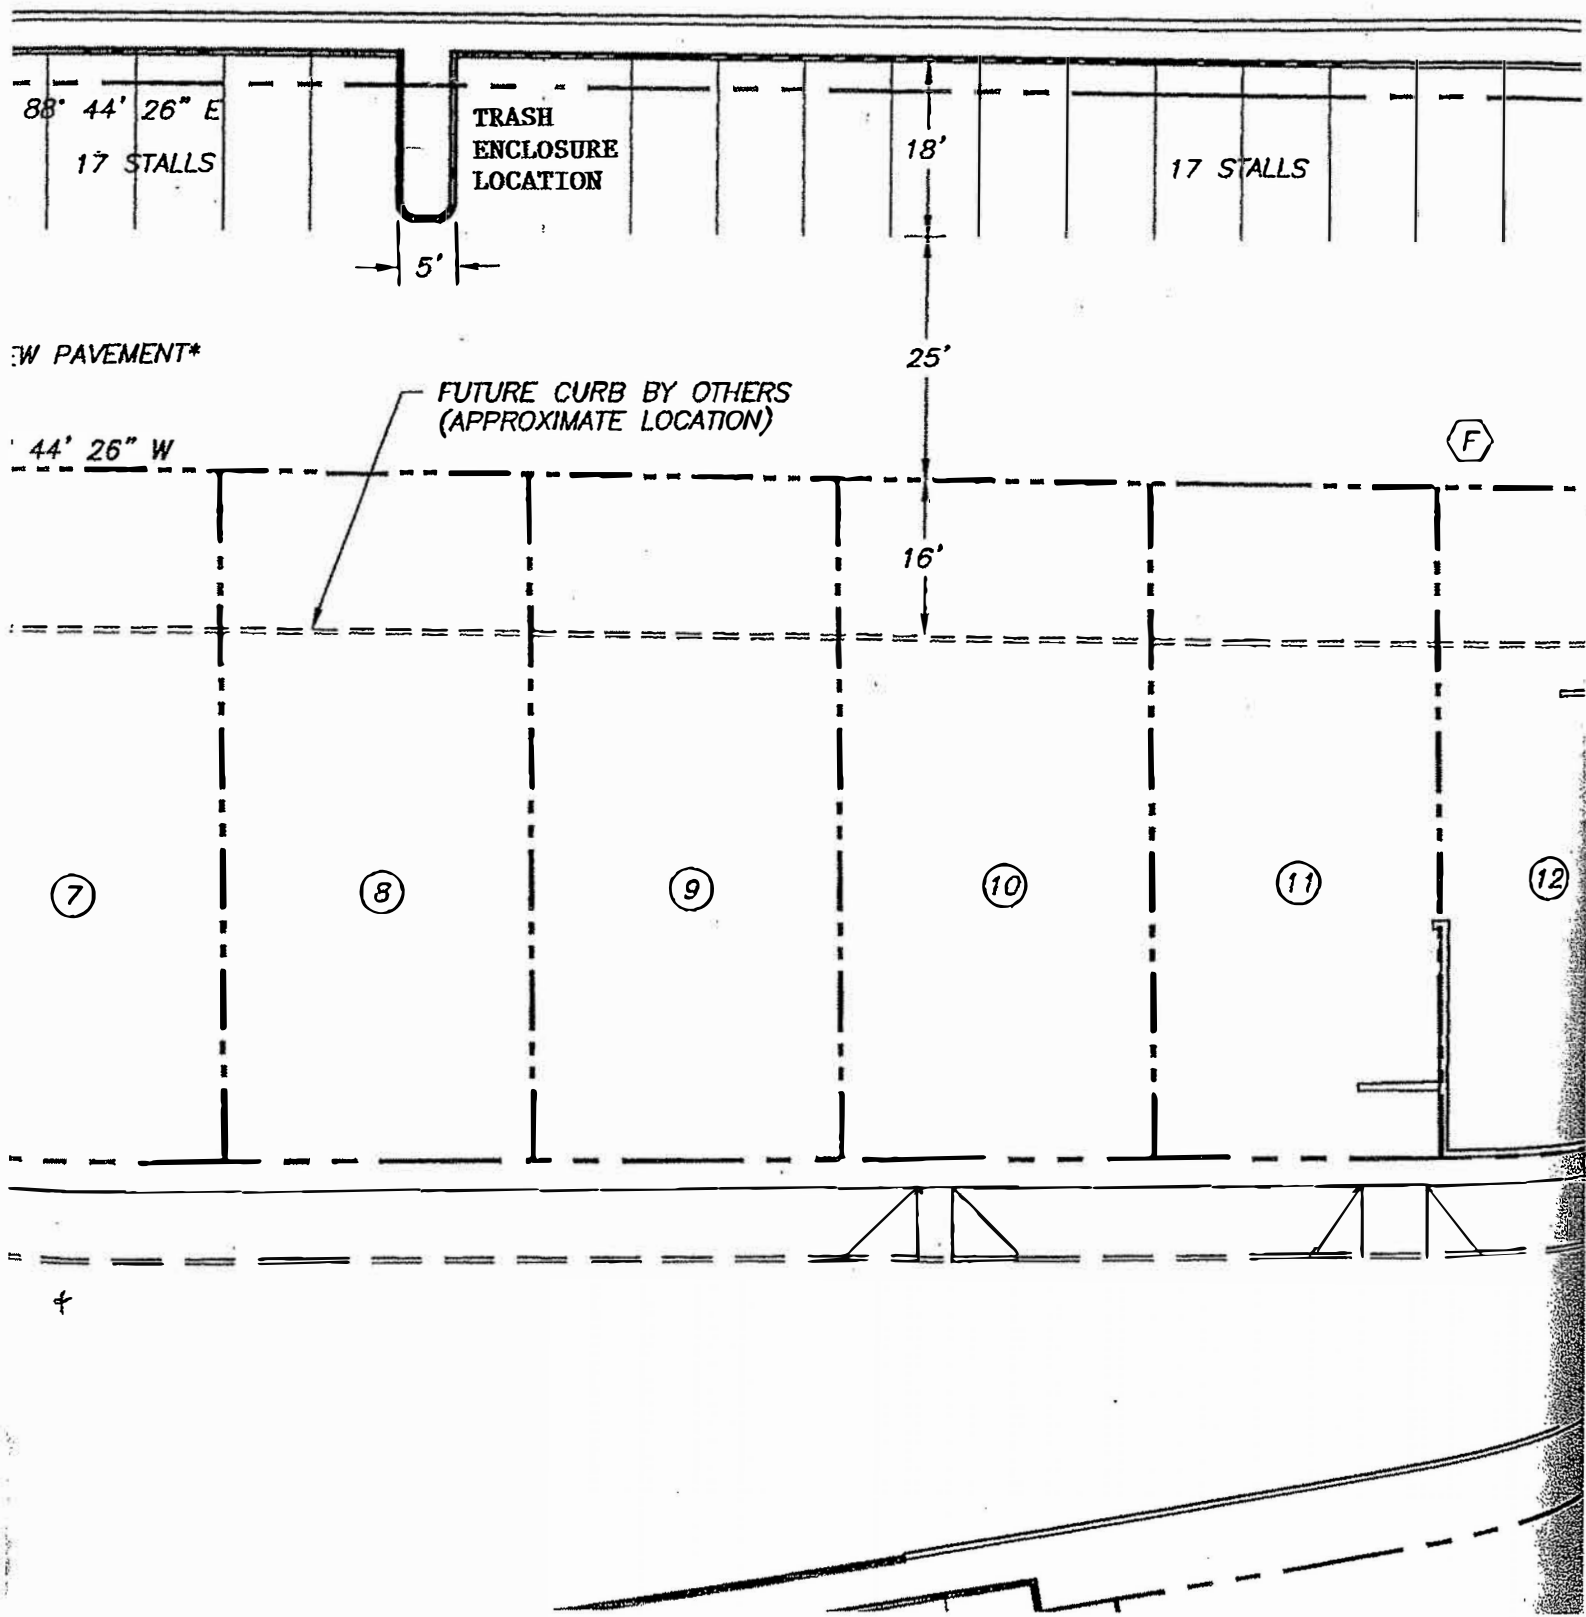 88° 44' 26" E
17 STALLS
TRASH
ENCLOSURE
LOCATION
18'
17 STALLS
5'
25'
W PAVEMENT*
FUTURE CURB BY OTHERS
(APPROXIMATE LOCATION)
44' 26" W
F
16'
7
8
9
10
11
12